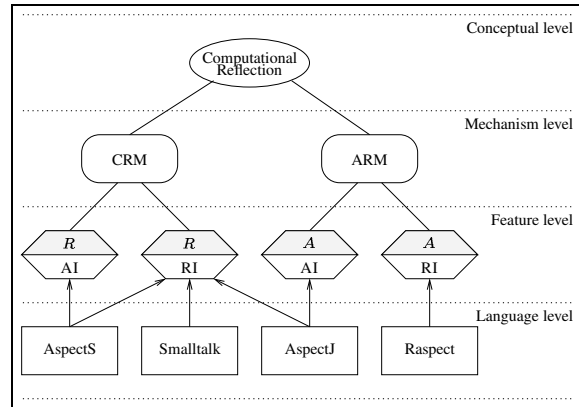 Conceptual level
Computational
Reflection
Mechanism level
CRM
ARM
Feature level
R
R
A
A
AI
RI
AI
RI
Language level
AspectS
Smalltalk
AspectJ
Raspect